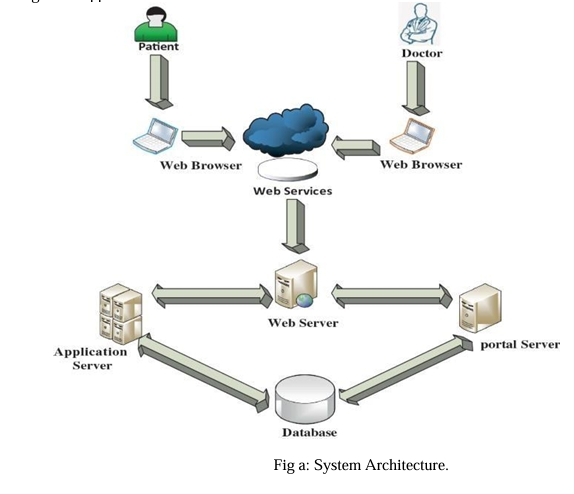 Patient
Doctor
Web Browser
Web Browser
Web Services
Web Server
Application
Server
portal Server
Database
Fig a: System Architecture.